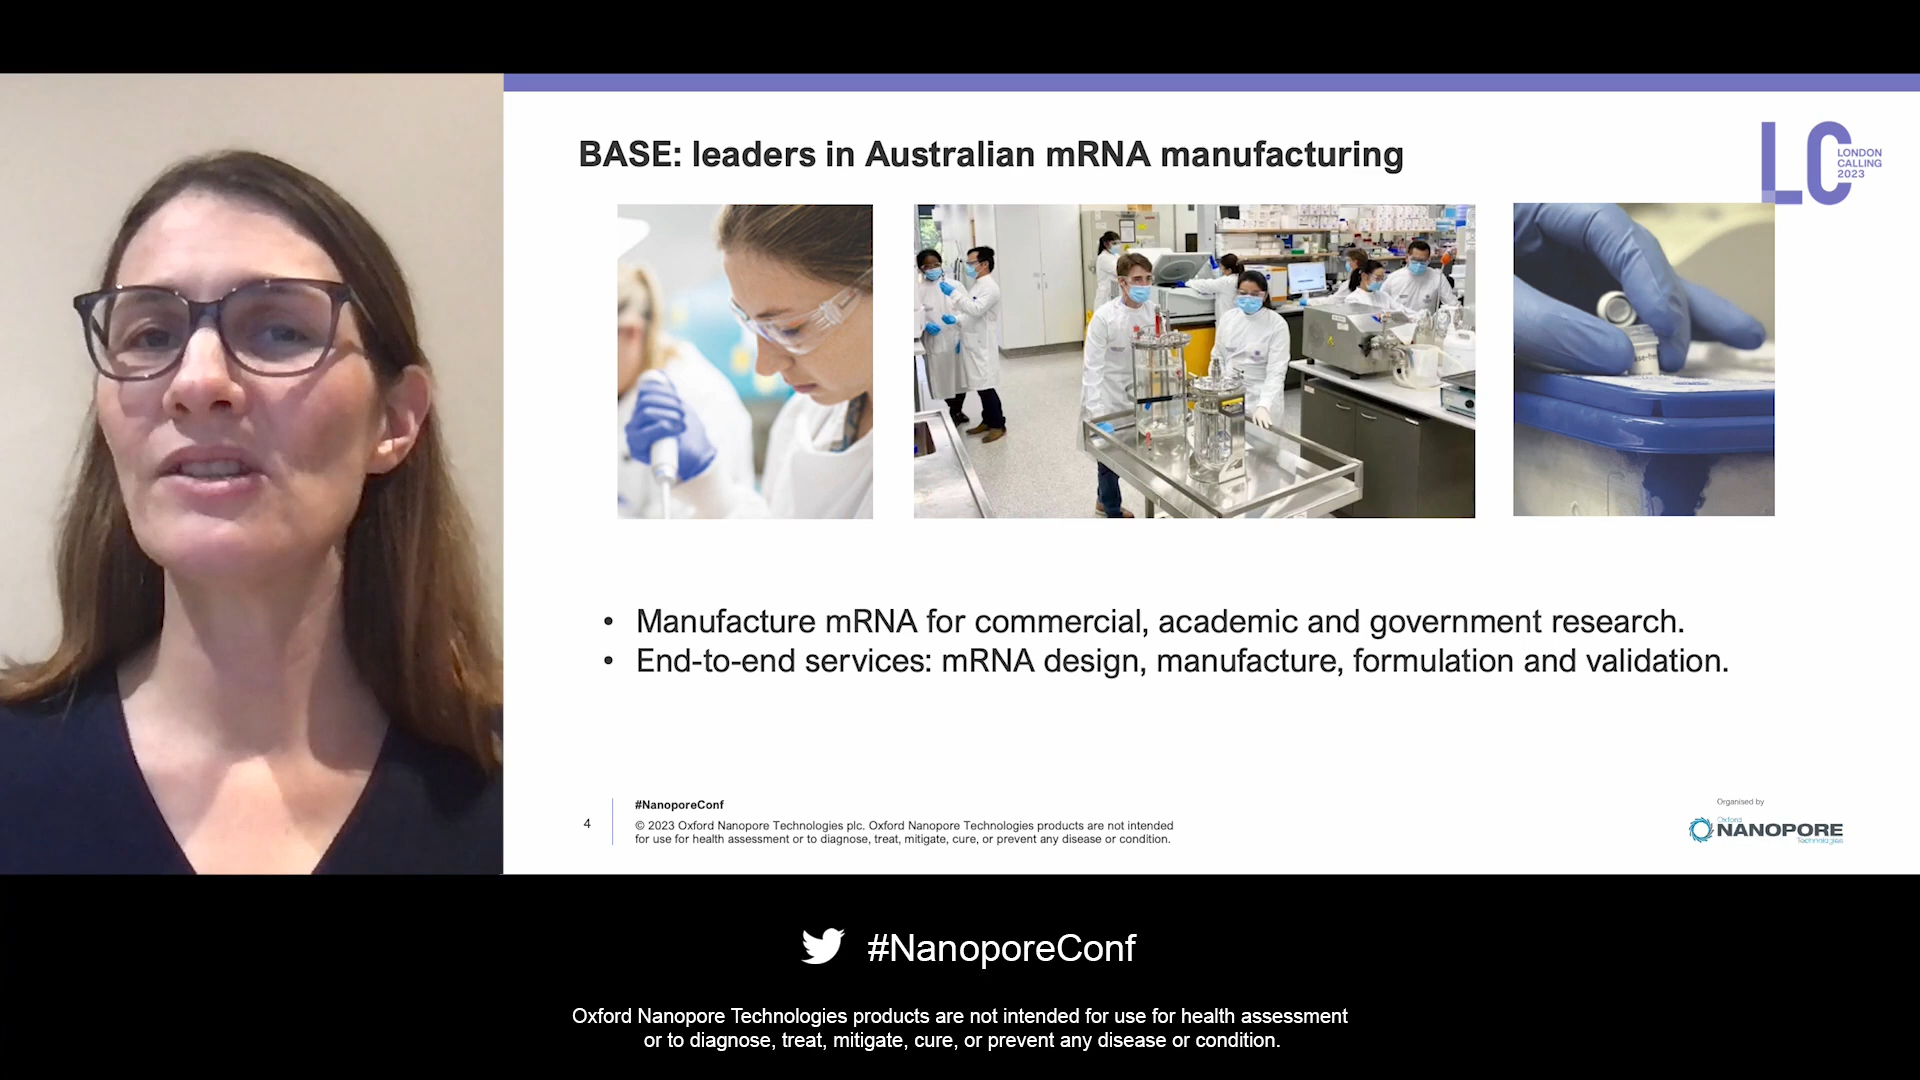 BASE: leaders in Australian mRNA manufacturing
LONDON
CALLING
2023
LC
ase-fr
• Manufacture mRNA for commercial, academic and government research.
• End-to-end services: mRNA design, manufacture, formulation and validation.
4
#NanoporeConf
© 2023 Oxford Nanopore Technologies plc. Oxford Nanopore Technologies products are not intended
for use for health assessment or to diagnose, treat, mitigate, cure, or prevent any disease or condition.
Organised by
Oxford
NANOPORE
Technologies
#NanoporeConf
Oxford Nanopore Technologies products are not intended for use for health assessment
or to diagnose, treat, mitigate, cure, or prevent any disease or condition.